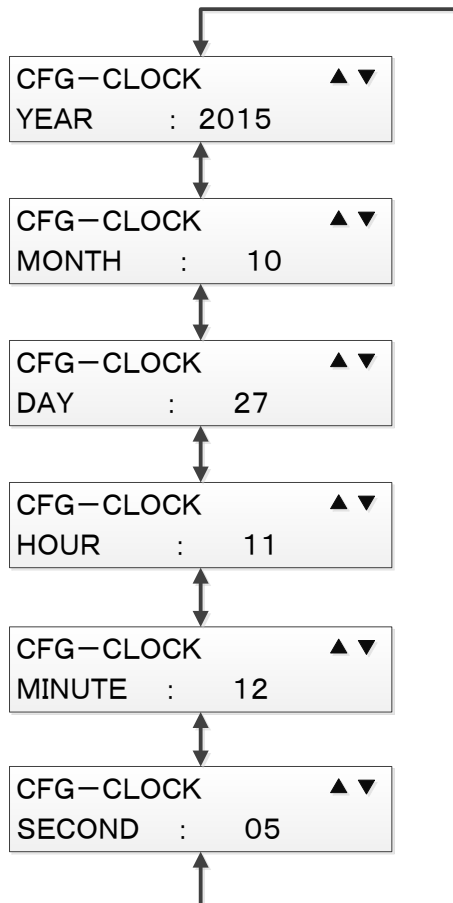 CFG－CLOCK ▲ ▼
YEAR : 2015
CFG－CLOCK ▲ ▼
MONTH : 10
CFG－CLOCK ▲ ▼
DAY : 27
CFG－CLOCK ▲ ▼
HOUR : 11
CFG－CLOCK ▲ ▼
MINUTE : 12
CFG－CLOCK ▲ ▼
SECOND : 05